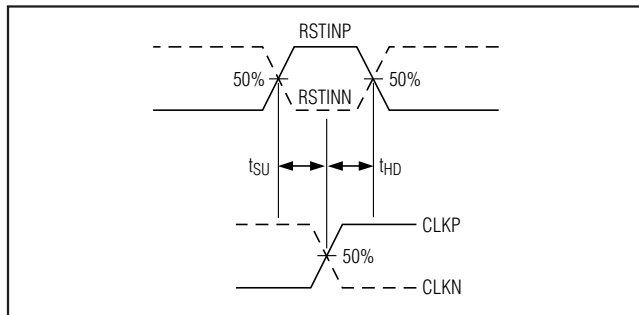 RSTINP
50%
RSTINN
50%
tSU
tHD
CLKP
50%
CLKN